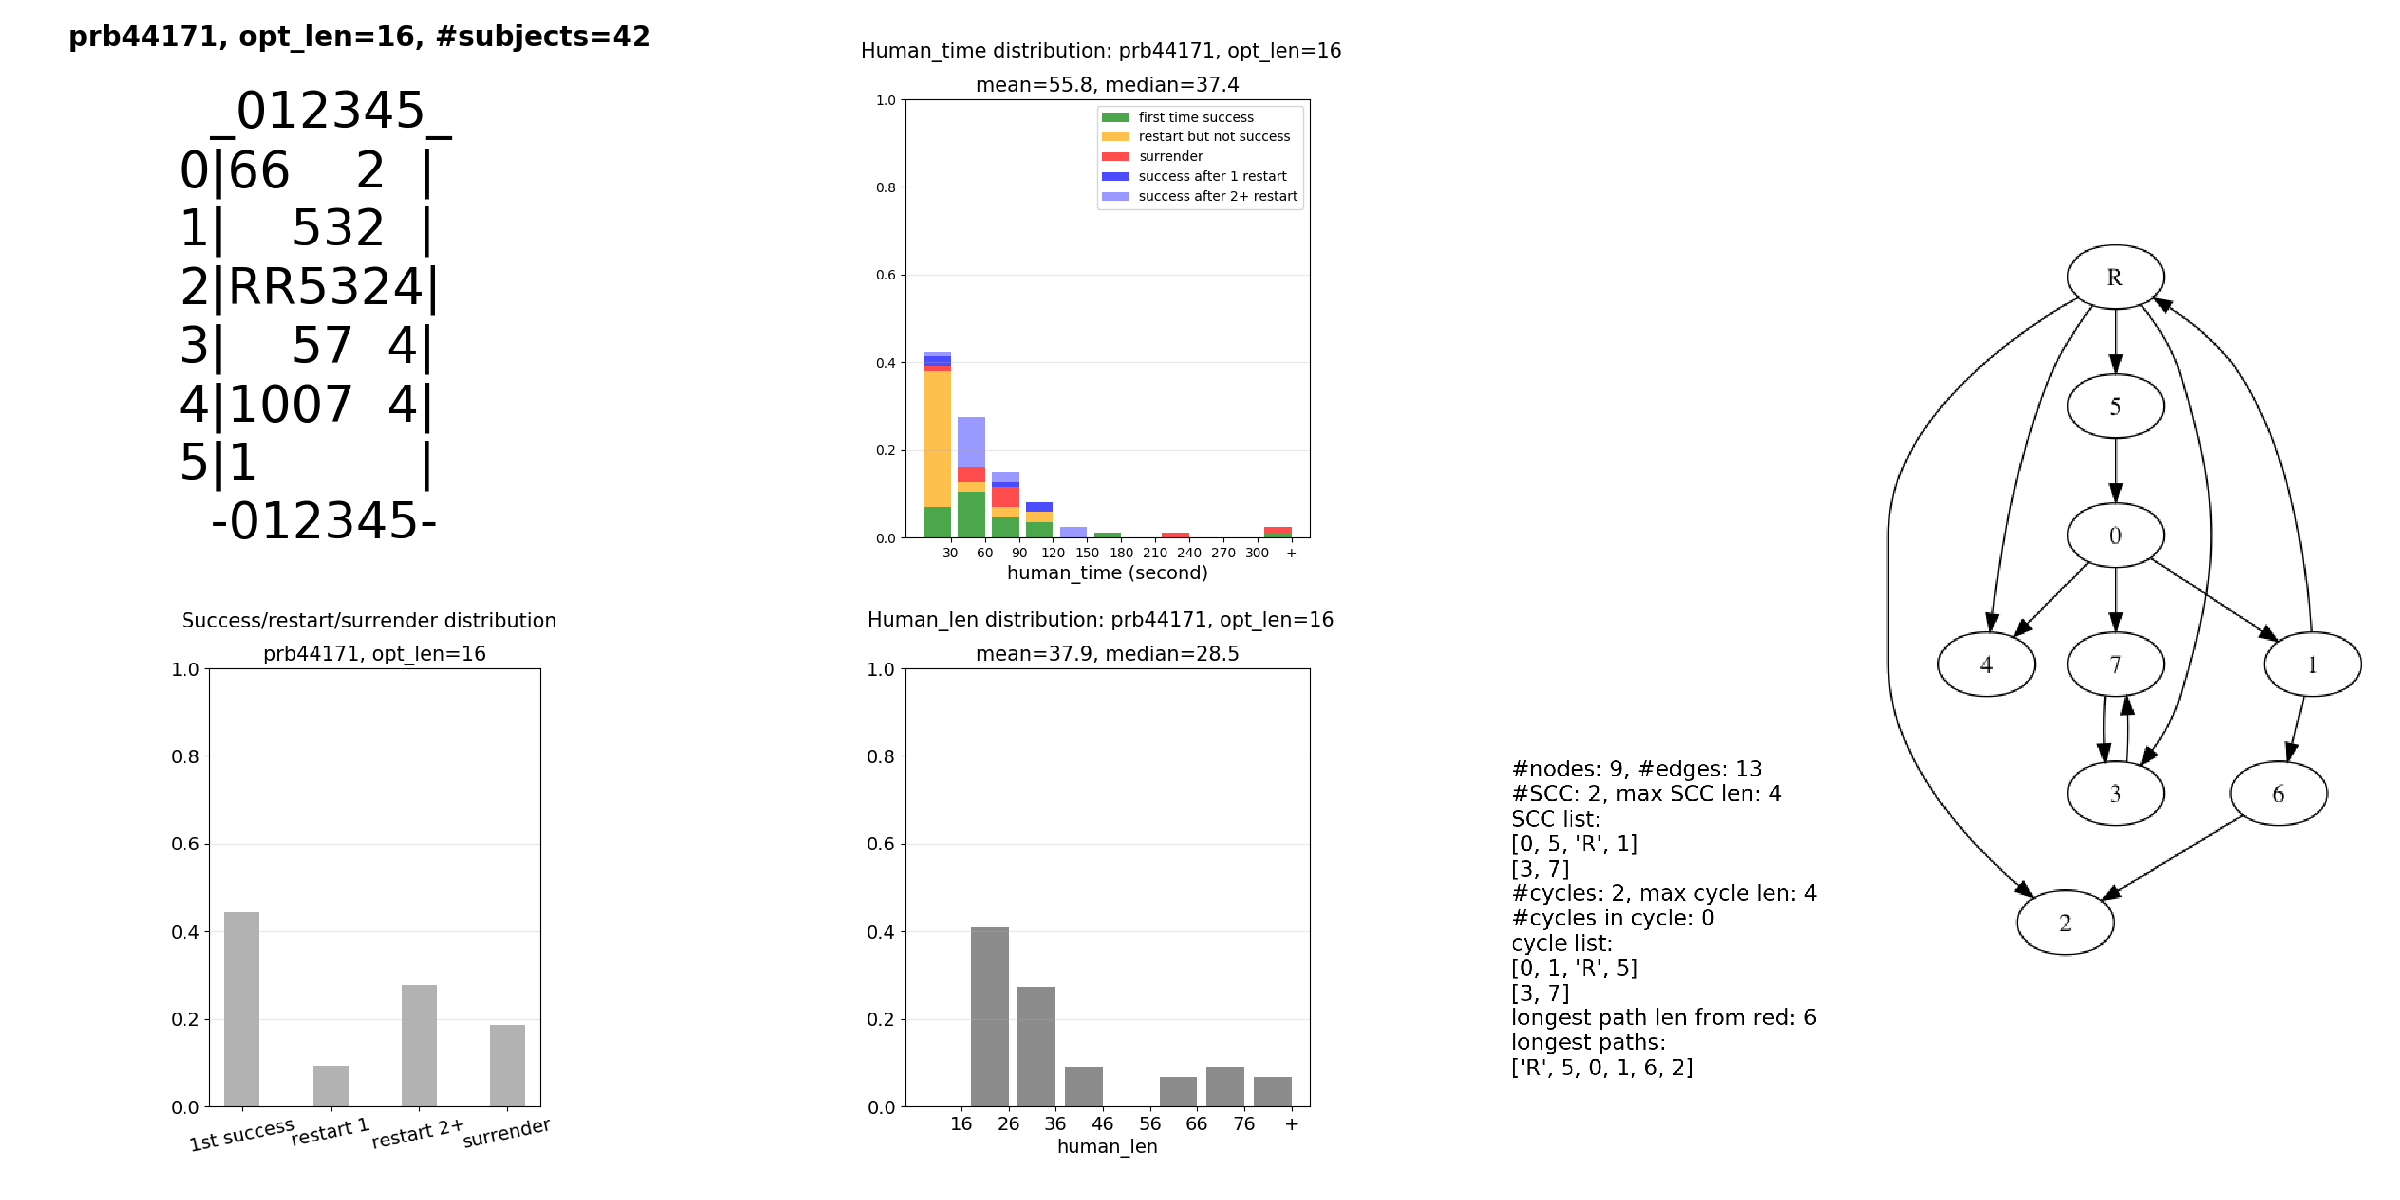 prb44171, opt_len=16, #subjects=42
_012345_
0|66  2 |
1|  532 |
2|RR5324|
3|  57 4|
4|1007 4|
5|1     |
-012345-
Human_time distribution: prb44171, opt_len=16
mean=55.8, median=37.4
1.0
0.8
0.6
0.4
0.2
0.0
first time success
restart but not success
surrender
success after 1 restart
success after 2+ restart
30 60 90 120 150 180 210 240 270 300 +
human_time (second)
Success/restart/surrender distribution
prb44171, opt_len=16
1.0
0.8
0.6
0.4
0.2
0.0
1st success restart 1 restart 2+ surrender
Human_len distribution: prb44171, opt_len=16
mean=37.9, median=28.5
1.0
0.8
0.6
0.4
0.2
0.0
16 26 36 46 56 66 76 +
human_len
#nodes: 9, #edges: 13
#SCC: 2, max SCC len: 4
SCC list:
[0, 5, 'R', 1]
[3, 7]
#cycles: 2, max cycle len: 4
#cycles in cycle: 0
cycle list:
[0, 1, 'R', 5]
[3, 7]
longest path len from red: 6
longest paths:
['R', 5, 0, 1, 6, 2]
R
5
0
4 7 1
3 6
2